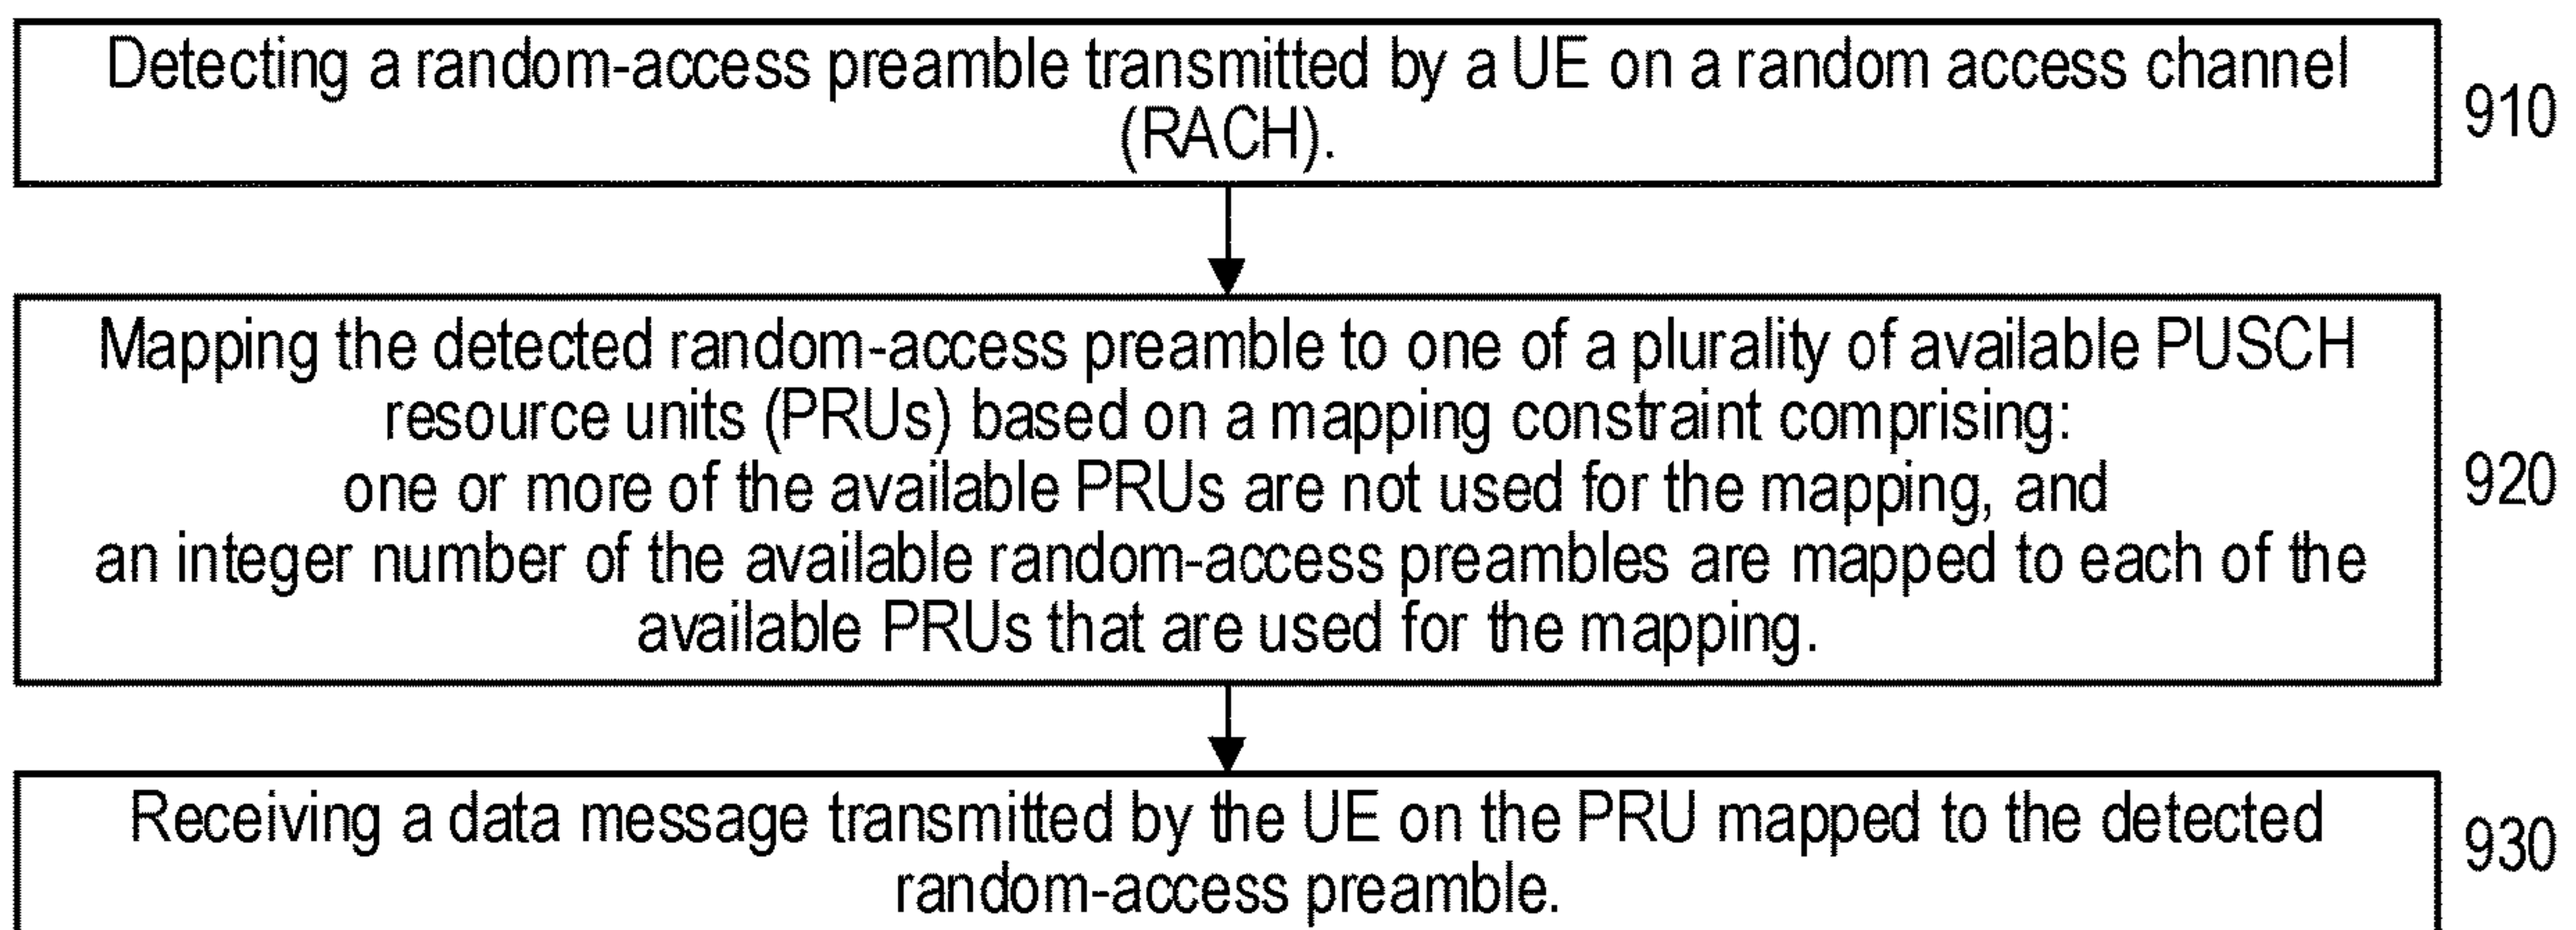 Detecting a random-access preamble transmitted by a UE on a random access channel
(RACH).
910
Mapping the detected random-access preamble to one of a plurality of available PUSCH
resource units (PRUs) based on a mapping constraint comprising:
one or more of the available PRUs are not used for the mapping, and
an integer number of the available random-access preambles are mapped to each of the
available PRUs that are used for the mapping.
920
Receiving a data message transmitted by the UE on the PRU mapped to the detected
random-access preamble.
930